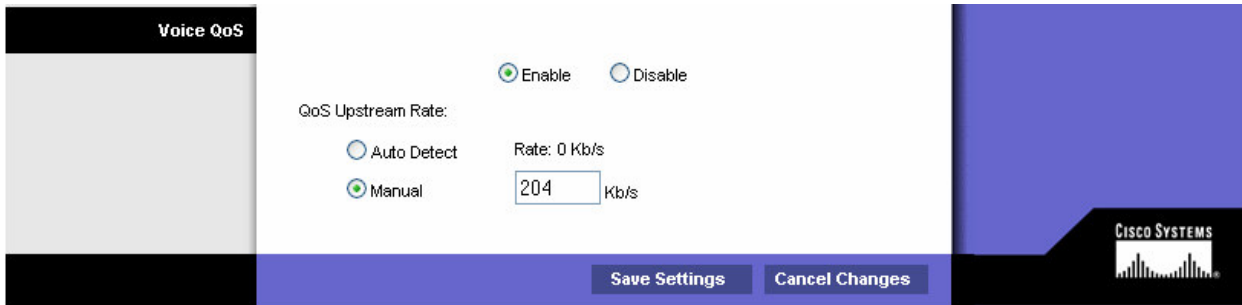 Voice QoS
Enable Disable
QoS Upstream Rate:
Auto Detect Rate: 0 Kb/s
Manual 204 Kb/s
Save Settings Cancel Changes
CISCO SYSTEMS
®